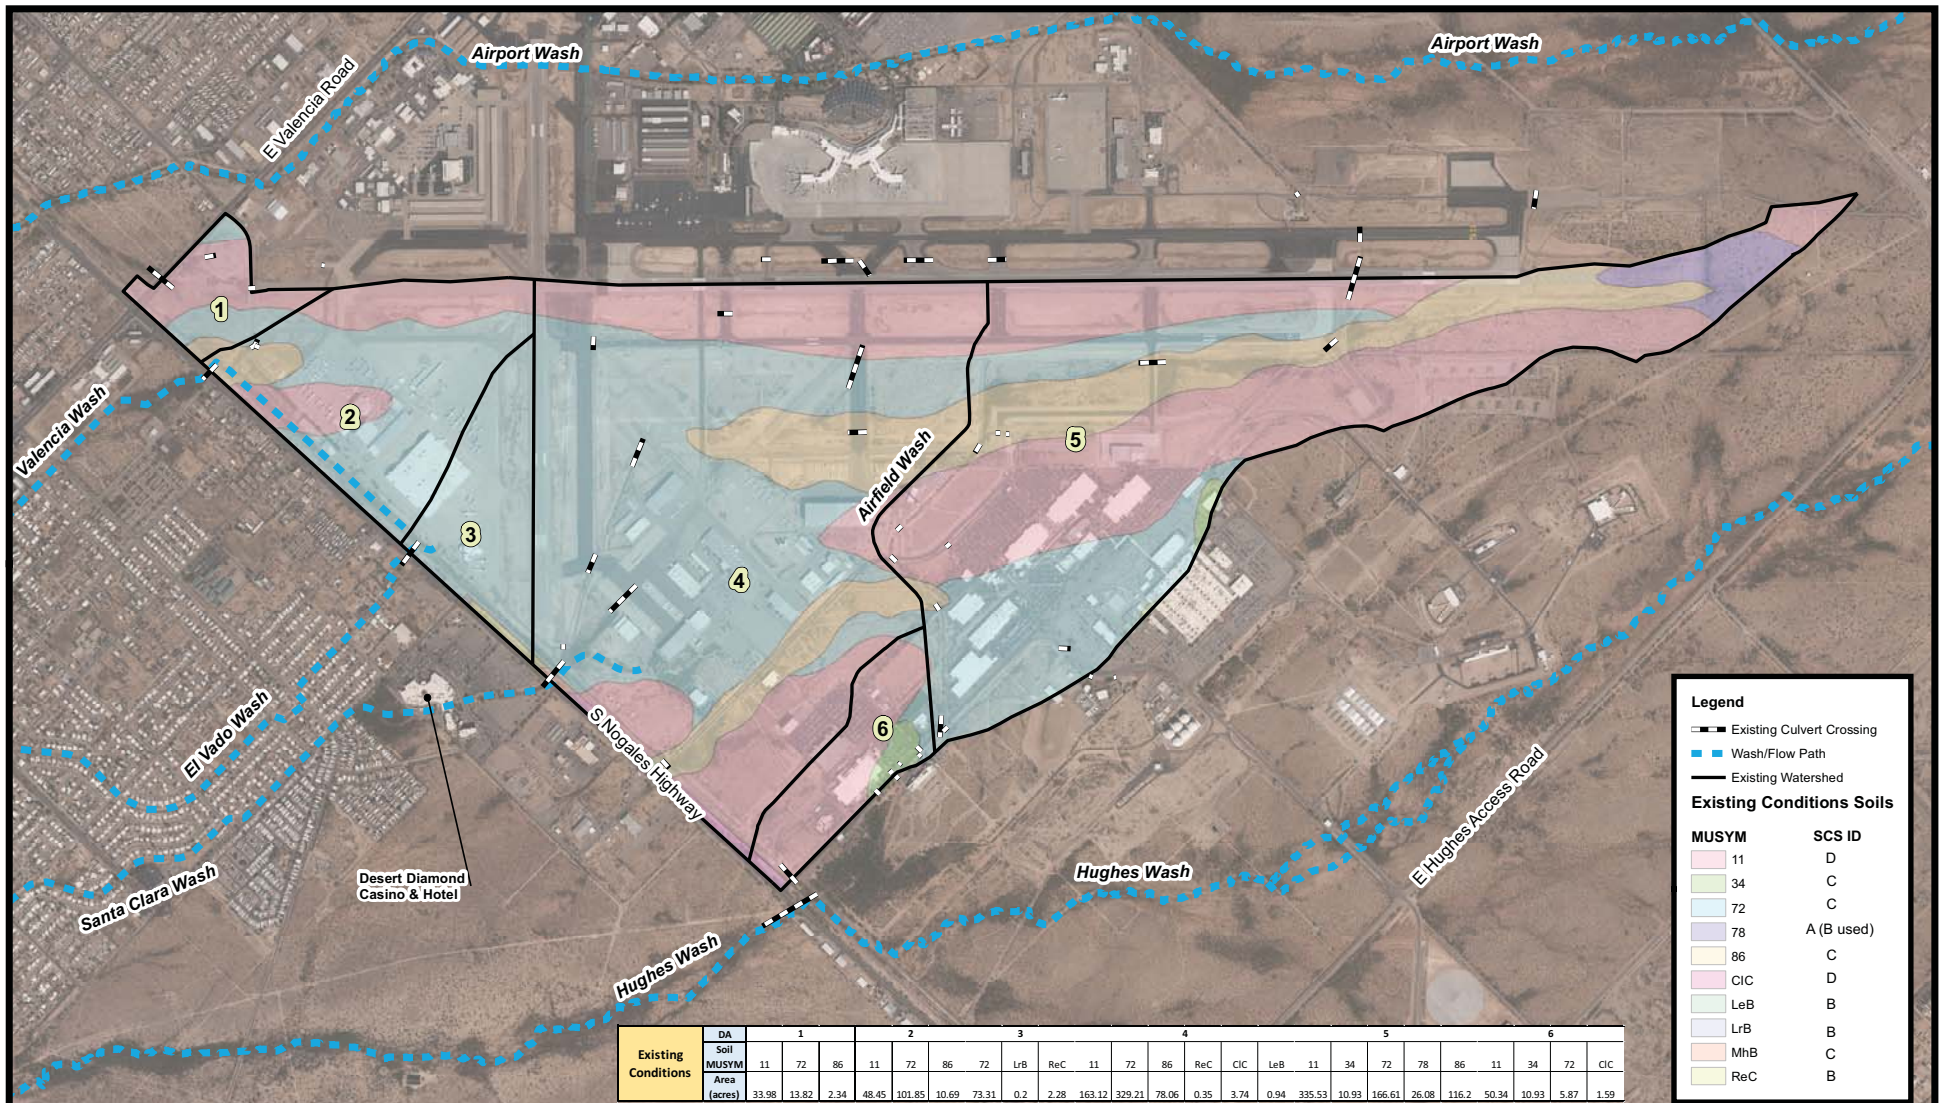 Airport Wash
Airport Wash
E Valencia Road
1
Valencia Wash
2
3
4
5
6
Airfield Wash
S Nogales Highway
El Vado Wash
Santa Clara Wash
Desert Diamond
Casino & Hotel
Hughes Wash
Hughes Wash
E Hughes Access Road
Legend
Existing Culvert Crossing
Wash/Flow Path
Existing Watershed
Existing Conditions Soils
MUSYM SCS ID
11 D
34 C
72 C
78 A (B used)
86 C
ClC D
LeB B
LrB B
MhB C
ReC B
Existing
Conditions
DA 1 2 3 4 5 6
Soil
MUSYM 11 72 86 11 72 86 72 LrB ReC 11 72 86 ReC ClC LeB 11 34 72 78 86 11 34 72 ClC
Area
(acres) 33.98 13.82 2.34 48.45 101.85 10.69 73.31 0.2 2.28 163.12 329.21 78.06 0.35 3.74 0.94 335.53 10.93 166.61 26.08 116.2 50.34 10.93 5.87 1.59